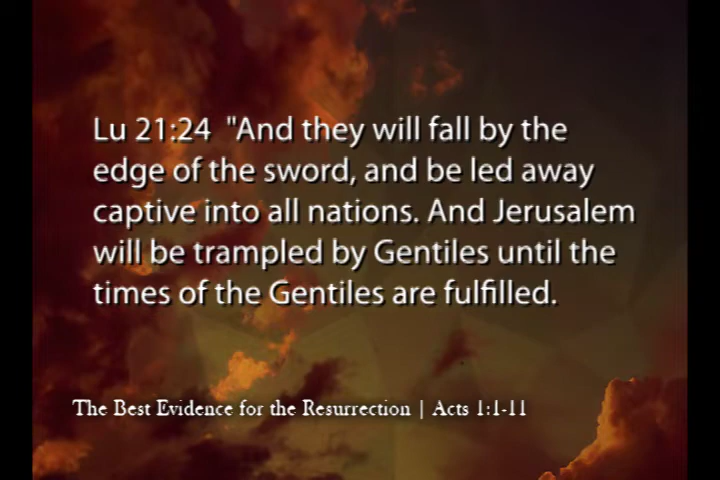 Lu 21:24  "And they will fall by the
edge of the sword, and be led away
captive into all nations. And Jerusalem
will be trampled by Gentiles until the
times of the Gentiles are fulfilled.
The Best Evidence for the Resurrection | Acts 1:1-11